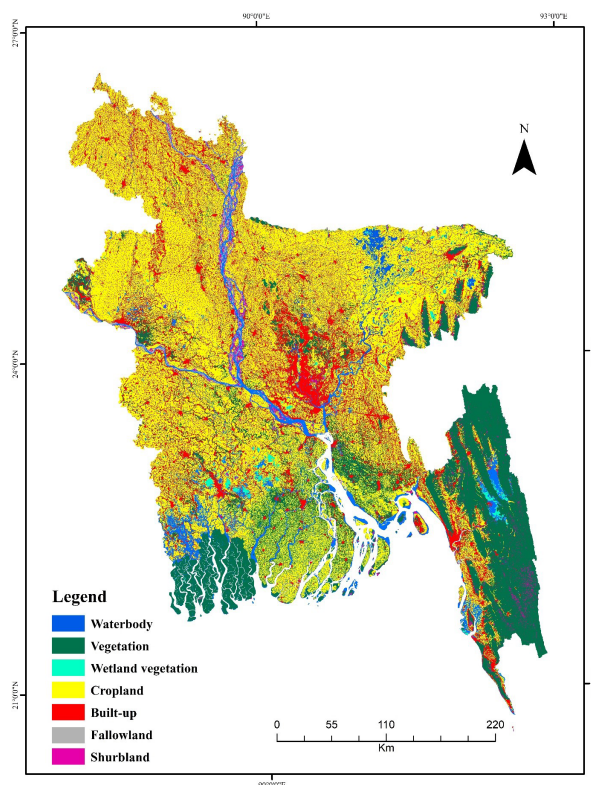 90°0'0"E
93°0'0"E
27°0'0"N
N
24°0'0"N
Legend
Waterbody
Vegetation
Wetland vegetation
Cropland
Built-up
Fallowland
Shurbland
21°0'0"N
0 55 110 220
Km